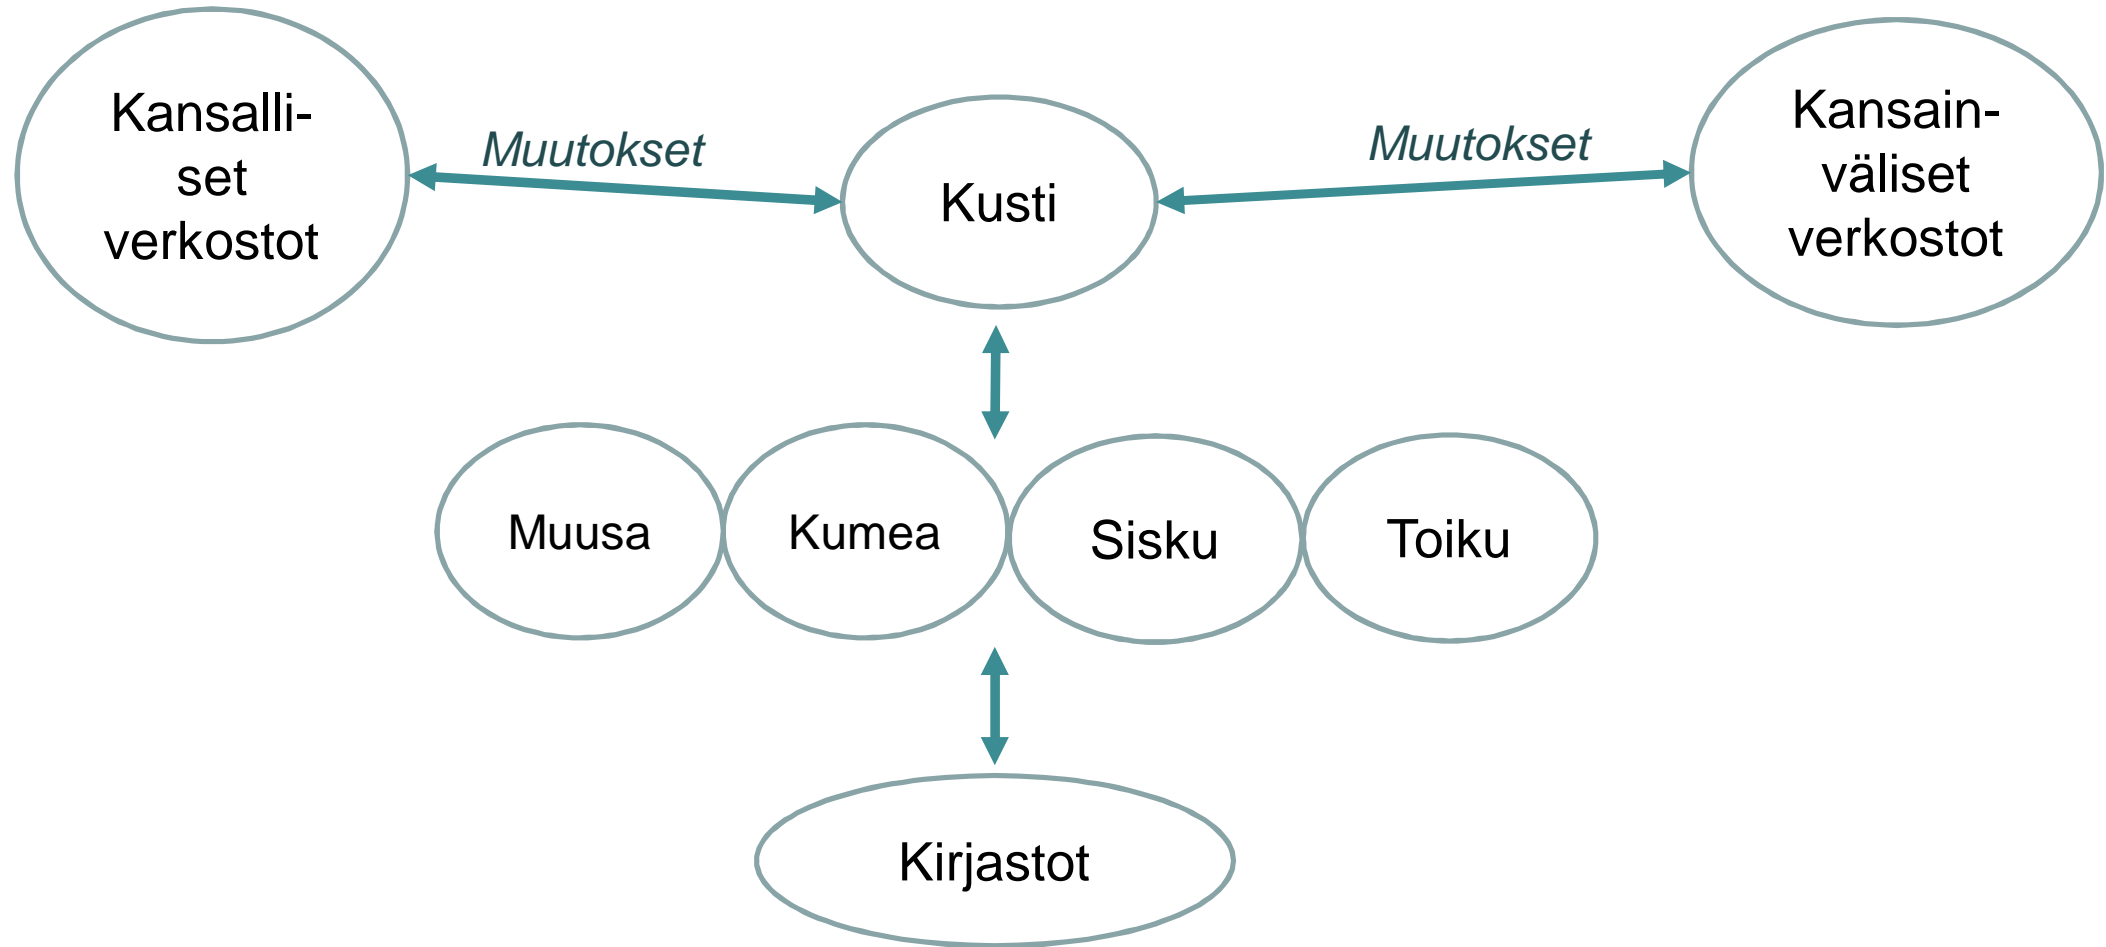 Kansalli-
set
verkostot
Muutokset
Kusti
Muutokset
Kansain-
väliset
verkostot
Muusa
Kumea
Sisku
Toiku
Kirjastot